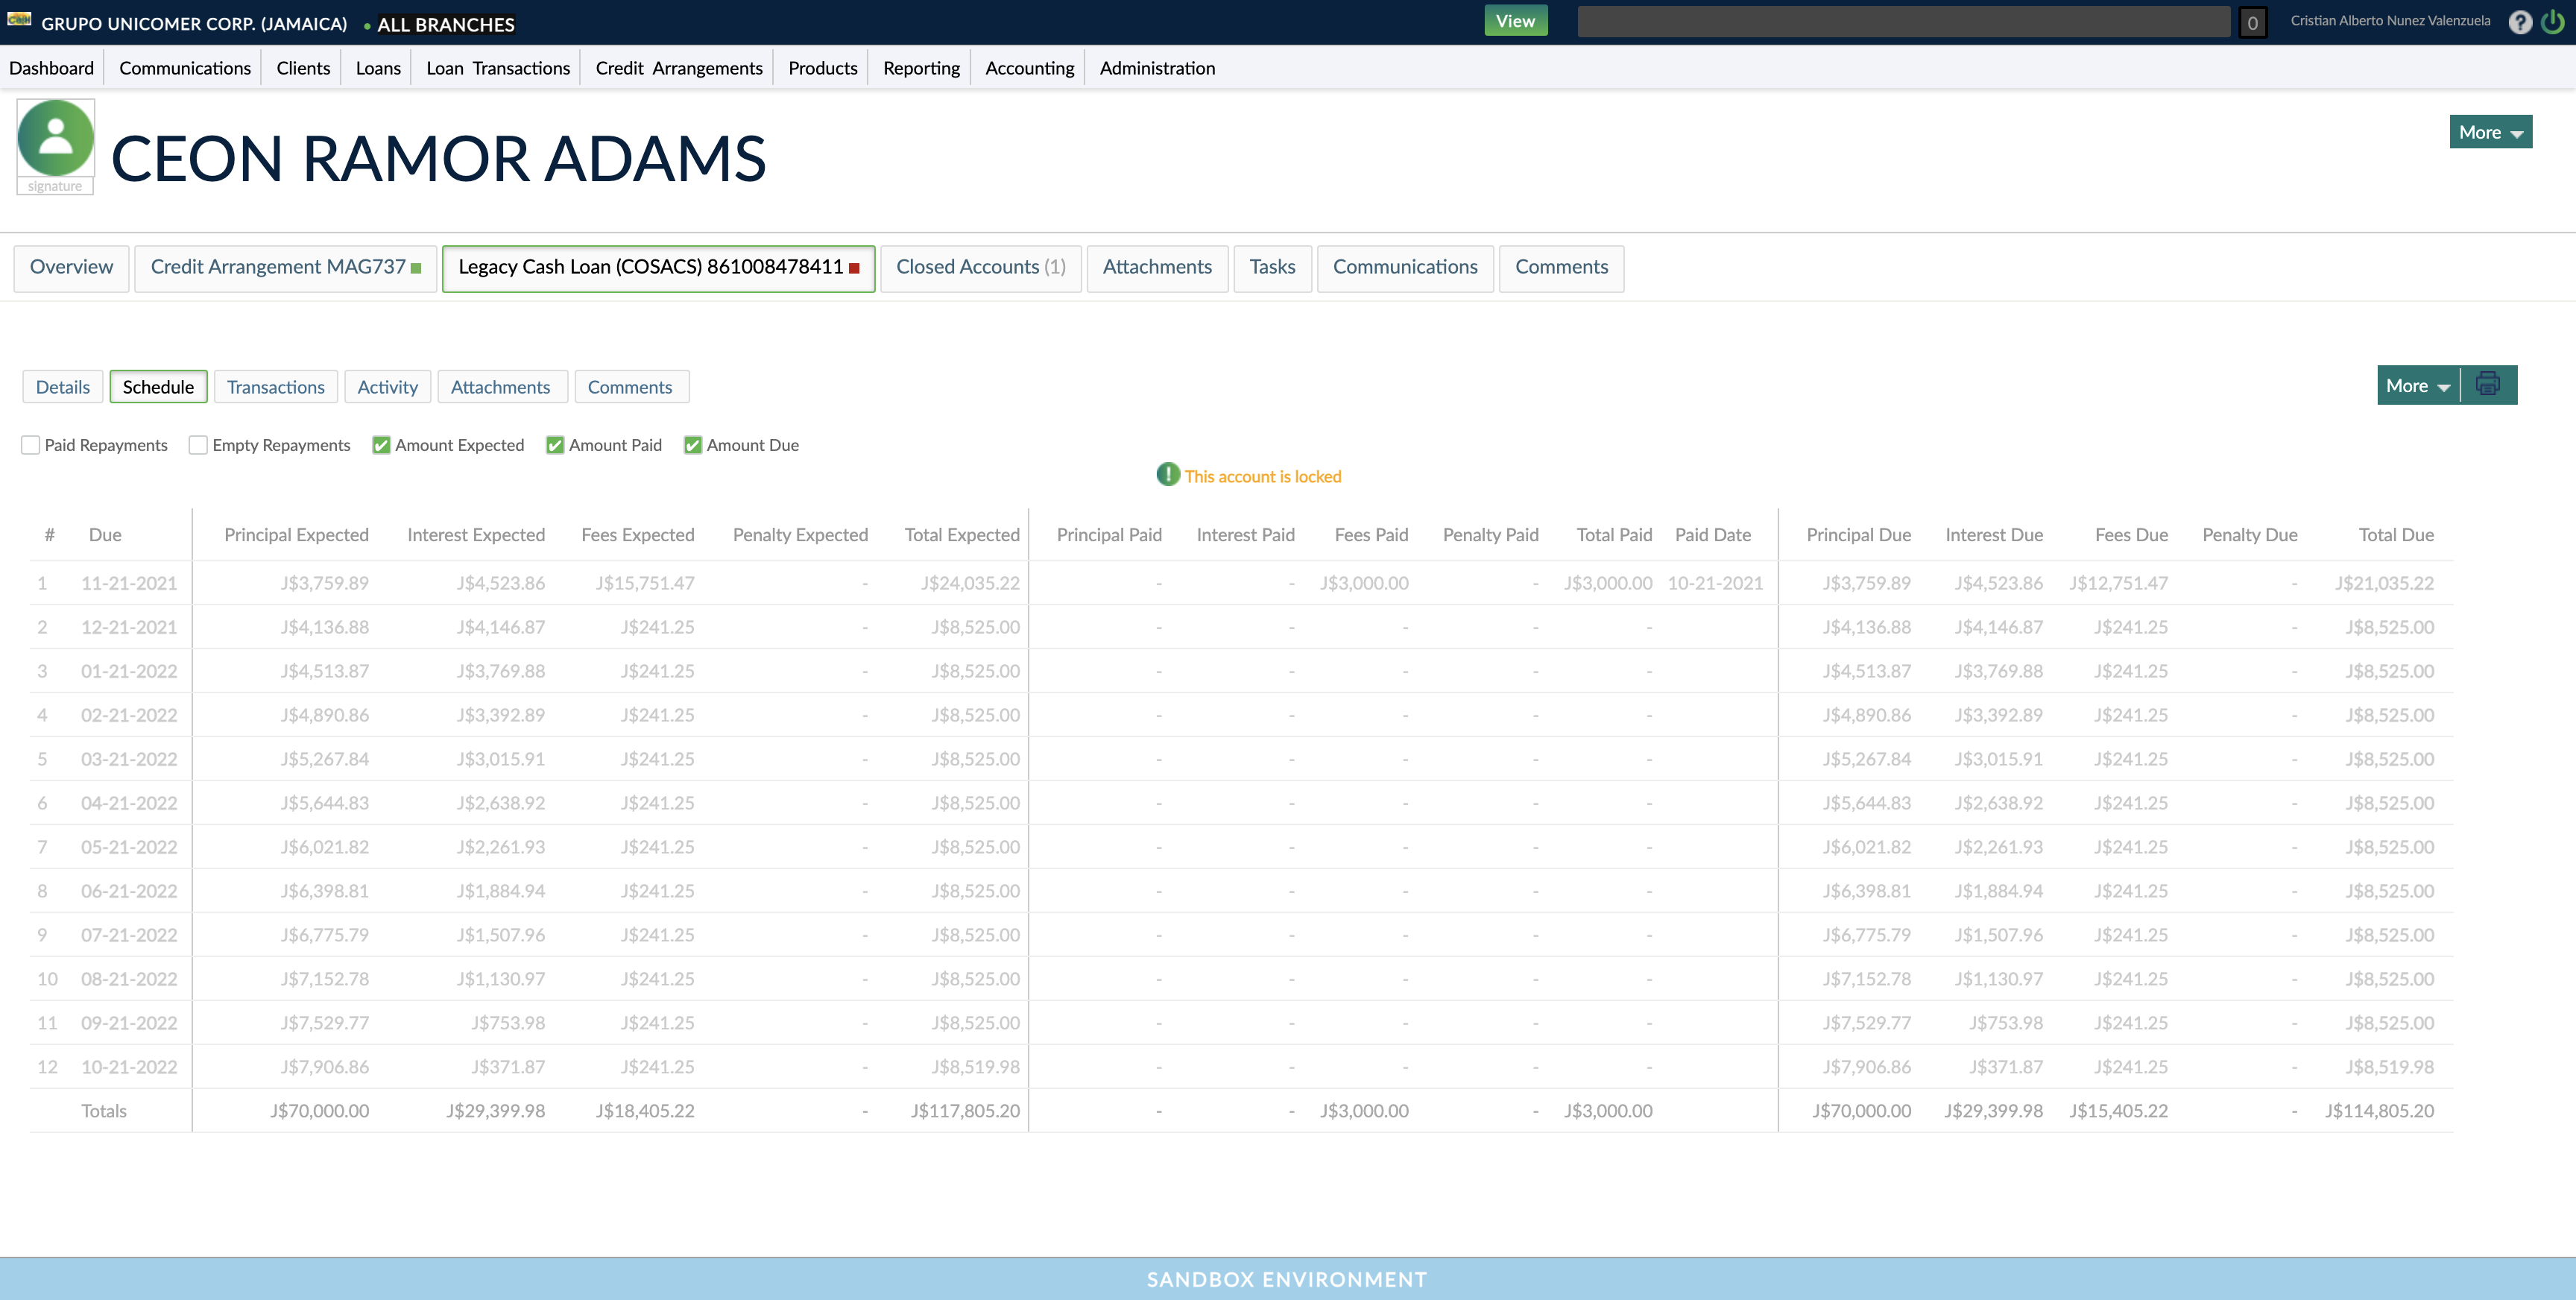 GRUPO UNICOMER CORP. (JAMAICA) • ALL BRANCHES View 0 Cristian Alberto Nunez Valenzuela ?
Dashboard Communications Clients Loans Loan Transactions Credit Arrangements Products Reporting Accounting Administration
CEON RAMOR ADAMS More
signature
Overview Credit Arrangement MAG737 Legacy Cash Loan (COSACS) 861008478411 Closed Accounts (1) Attachments Tasks Communications Comments
Details Schedule Transactions Activity Attachments Comments More
Paid Repayments Empty Repayments Amount Expected Amount Paid Amount Due
! This account is locked
# Due Principal Expected Interest Expected Fees Expected Penalty Expected Total Expected Principal Paid Interest Paid Fees Paid Penalty Paid Total Paid Paid Date Principal Due Interest Due Fees Due Penalty Due Total Due
1 11-21-2021 J$3,759.89 J$4,523.86 J$15,751.47 - J$24,035.22 - - J$3,000.00 - J$3,000.00 10-21-2021 J$3,759.89 J$4,523.86 J$12,751.47 - J$21,035.22
2 12-21-2021 J$4,136.88 J$4,146.87 J$241.25 - J$8,525.00 - - - - - J$4,136.88 J$4,146.87 J$241.25 - J$8,525.00
3 01-21-2022 J$4,513.87 J$3,769.88 J$241.25 - J$8,525.00 - - - - - J$4,513.87 J$3,769.88 J$241.25 - J$8,525.00
4 02-21-2022 J$4,890.86 J$3,392.89 J$241.25 - J$8,525.00 - - - - - J$4,890.86 J$3,392.89 J$241.25 - J$8,525.00
5 03-21-2022 J$5,267.84 J$3,015.91 J$241.25 - J$8,525.00 - - - - - J$5,267.84 J$3,015.91 J$241.25 - J$8,525.00
6 04-21-2022 J$5,644.83 J$2,638.92 J$241.25 - J$8,525.00 - - - - - J$5,644.83 J$2,638.92 J$241.25 - J$8,525.00
7 05-21-2022 J$6,021.82 J$2,261.93 J$241.25 - J$8,525.00 - - - - - J$6,021.82 J$2,261.93 J$241.25 - J$8,525.00
8 06-21-2022 J$6,398.81 J$1,884.94 J$241.25 - J$8,525.00 - - - - - J$6,398.81 J$1,884.94 J$241.25 - J$8,525.00
9 07-21-2022 J$6,775.79 J$1,507.96 J$241.25 - J$8,525.00 - - - - - J$6,775.79 J$1,507.96 J$241.25 - J$8,525.00
10 08-21-2022 J$7,152.78 J$1,130.97 J$241.25 - J$8,525.00 - - - - - J$7,152.78 J$1,130.97 J$241.25 - J$8,525.00
11 09-21-2022 J$7,529.77 J$753.98 J$241.25 - J$8,525.00 - - - - - J$7,529.77 J$753.98 J$241.25 - J$8,525.00
12 10-21-2022 J$7,906.86 J$371.87 J$241.25 - J$8,519.98 - - - - - J$7,906.86 J$371.87 J$241.25 - J$8,519.98
Totals J$70,000.00 J$29,399.98 J$18,405.22 - J$117,805.20 - - J$3,000.00 - J$3,000.00 J$70,000.00 J$29,399.98 J$15,405.22 - J$114,805.20
SANDBOX ENVIRONMENT